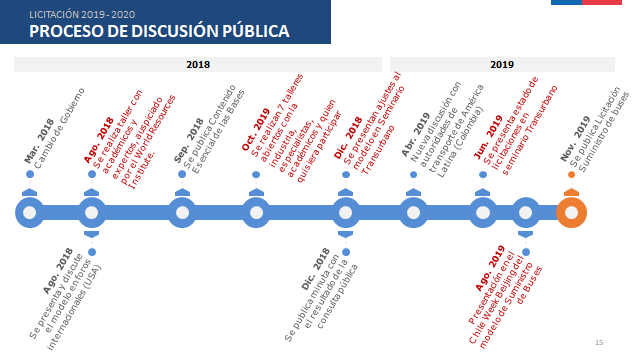 LICITACIÓN 2019 - 2020
PROCESO DE DISCUSIÓN PÚBLICA
2018
2019
Mar. 2018
Cambio de Gobierno
Ago. 2018
Se realiza taller con
académicos y
expertos, auspiciado
por el World Resources
Institute.
Sep. 2018
Se publica Contenido
Esencial de las Bases
Oct. 2019
Se realizan 7 talleres
abiertos con la
industria,
especialistas,
académicos y quien
quisiera participar
Dic. 2018
Se presentan ajustes al
modelo en Seminario
Transurbano
Abr. 2019
Nueva discusión con
autoridades de
transporte de América
Latina (Colombia)
Jun. 2019
Se presenta estado de
licitaciones en
seminario Transurbano
Nov. 2019
Se publica Licitación
Suministro de buses
Ago. 2018
Se presenta y discute
el modelo en foros
internacionales (USA)
Dic. 2018
Se publica minuta con
el resultado de la
consulta pública
Ago. 2019
Presentación en el
Chile Week Beijing del
modelo de Suministro
de Buses
15